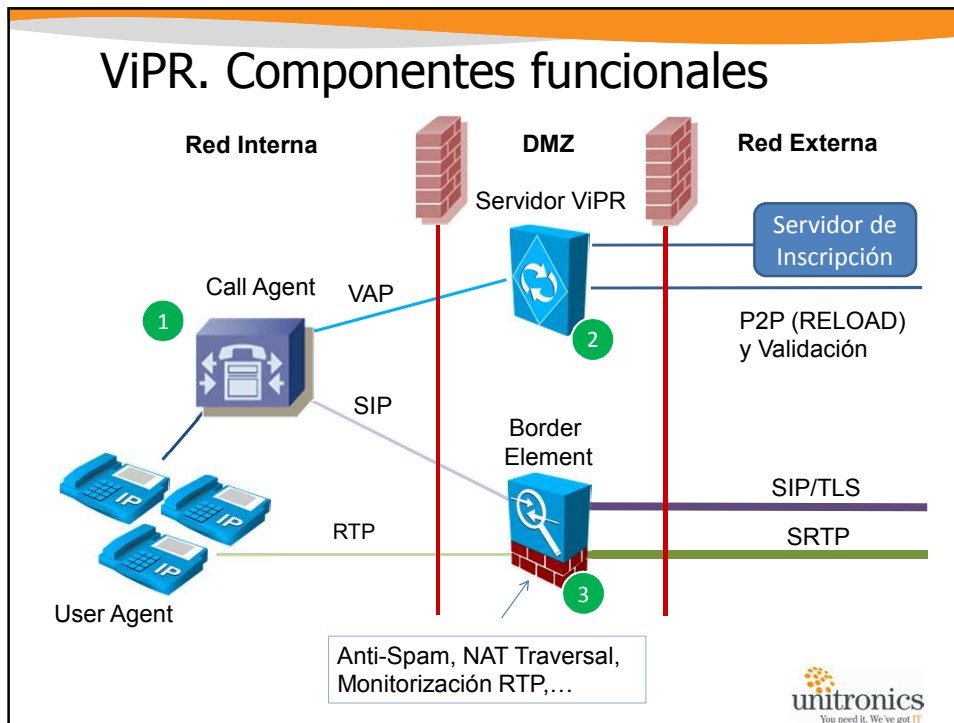 ViPR. Componentes funcionales
Red Interna
DMZ
Red Externa
Servidor ViPR
Servidor de
Inscripción
Call Agent
VAP
1
2
P2P (RELOAD)
y Validación
SIP
Border
Element
SIP/TLS
IP
IP
IP
RTP
SRTP
3
User Agent
Anti-Spam, NAT Traversal,
Monitorización RTP,...
unitronics
You need it. We've got IT